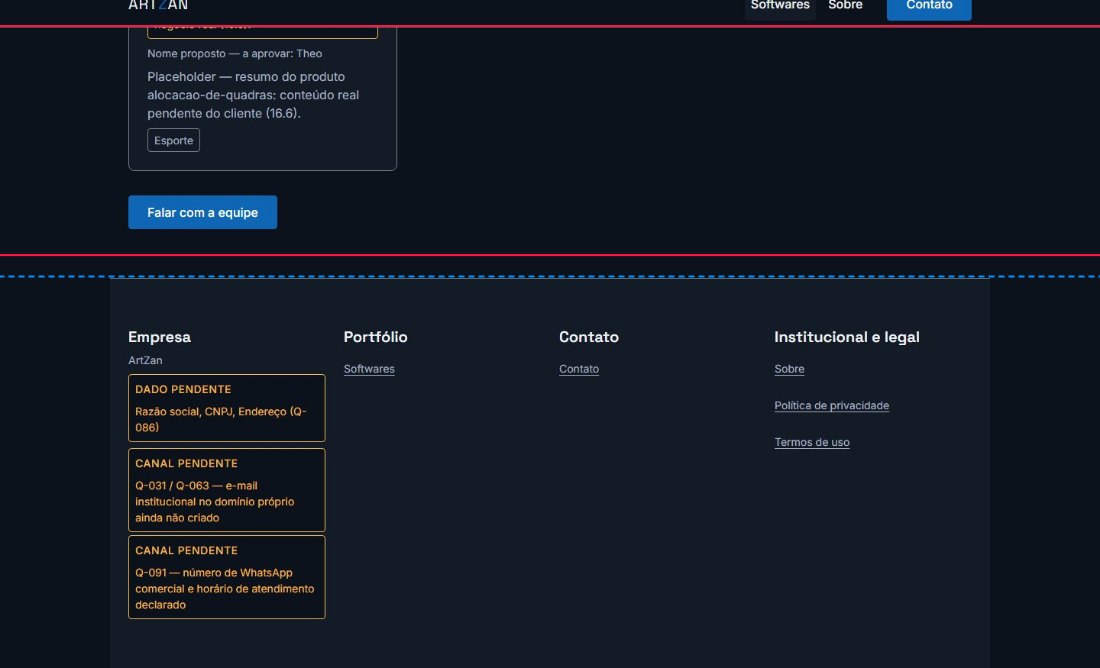 ARTZAN
Softwares
Sobre
Contato
Nome proposto — a aprovar: Theo
Placeholder — resumo do produto
alocacao-de-quadras: conteúdo real
pendente do cliente (16.6).
Esporte
Falar com a equipe
Empresa
ArtZan
DADO PENDENTE
Razão social, CNPJ, Endereço (Q-
086)
CANAL PENDENTE
Q-031 / Q-063 — e-mail
institucional no domínio próprio
ainda não criado
CANAL PENDENTE
Q-091 — número de WhatsApp
comercial e horário de atendimento
declarado
Portfólio
Softwares
Contato
Contato
Institucional e legal
Sobre
Política de privacidade
Termos de uso